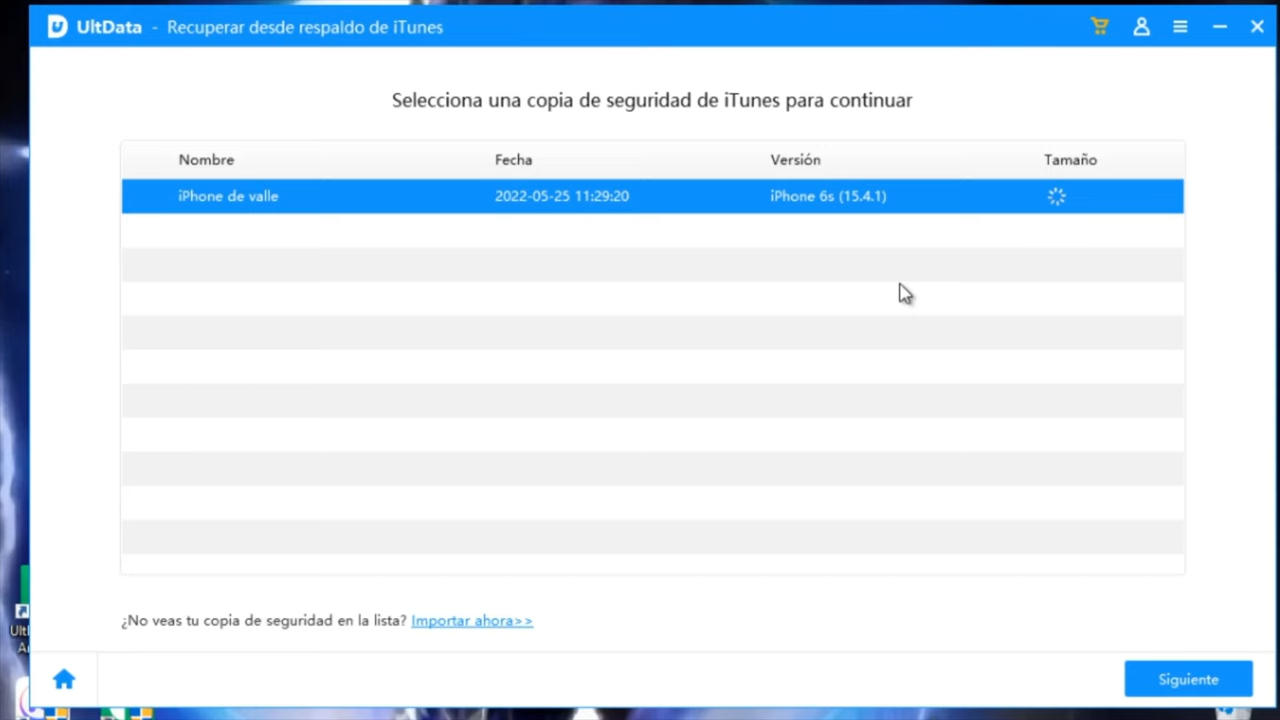 UltData - Recuperar desde respaldo de iTunes
Selecciona una copia de seguridad de iTunes para continuar
Nombre Fecha Versión Tamaño
iPhone de valle 2022-05-25 11:29:20 iPhone 6s (15.4.1)
¿No veas tu copia de seguridad en la lista? Importar ahora>>
Siguiente